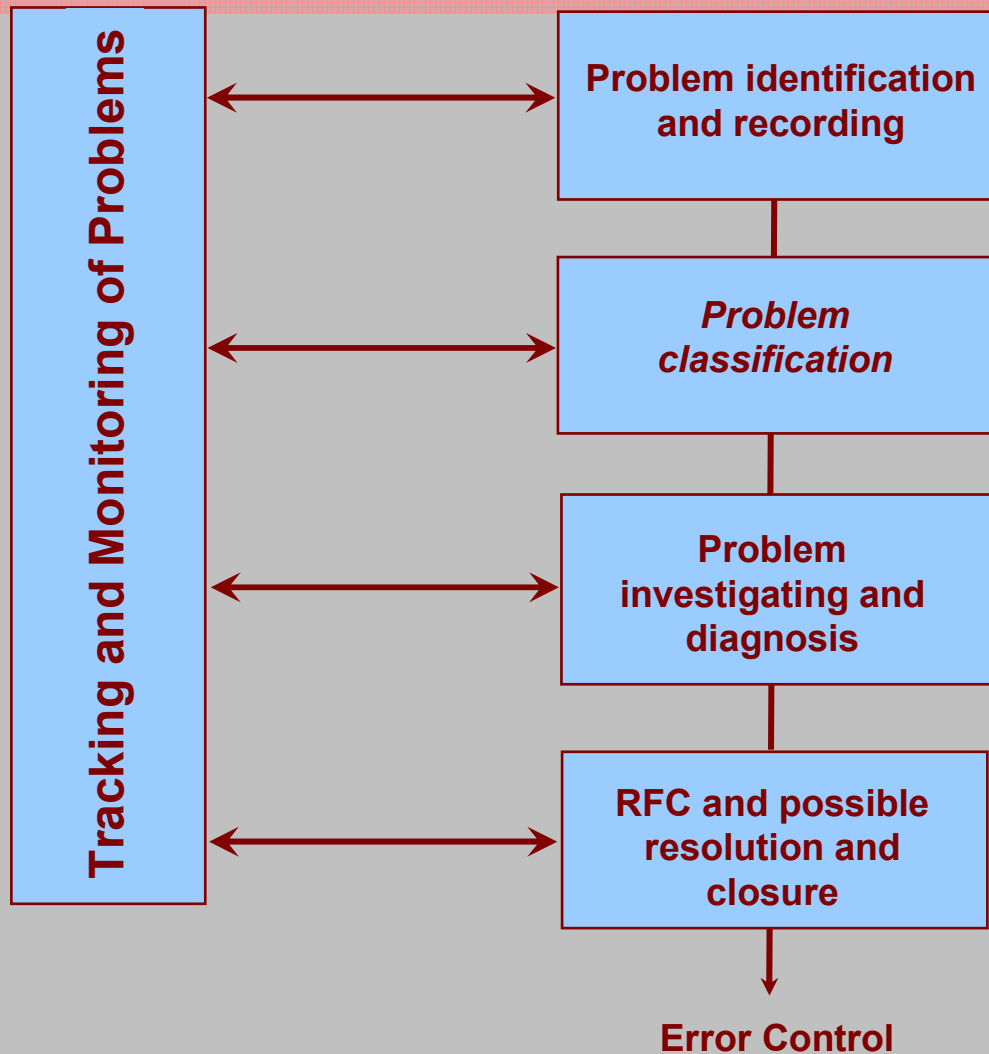 Tracking and Monitoring of Problems
Problem identification
and recording
Problem
classification
Problem
investigating and
diagnosis
RFC and possible
resolution and
closure
Error Control